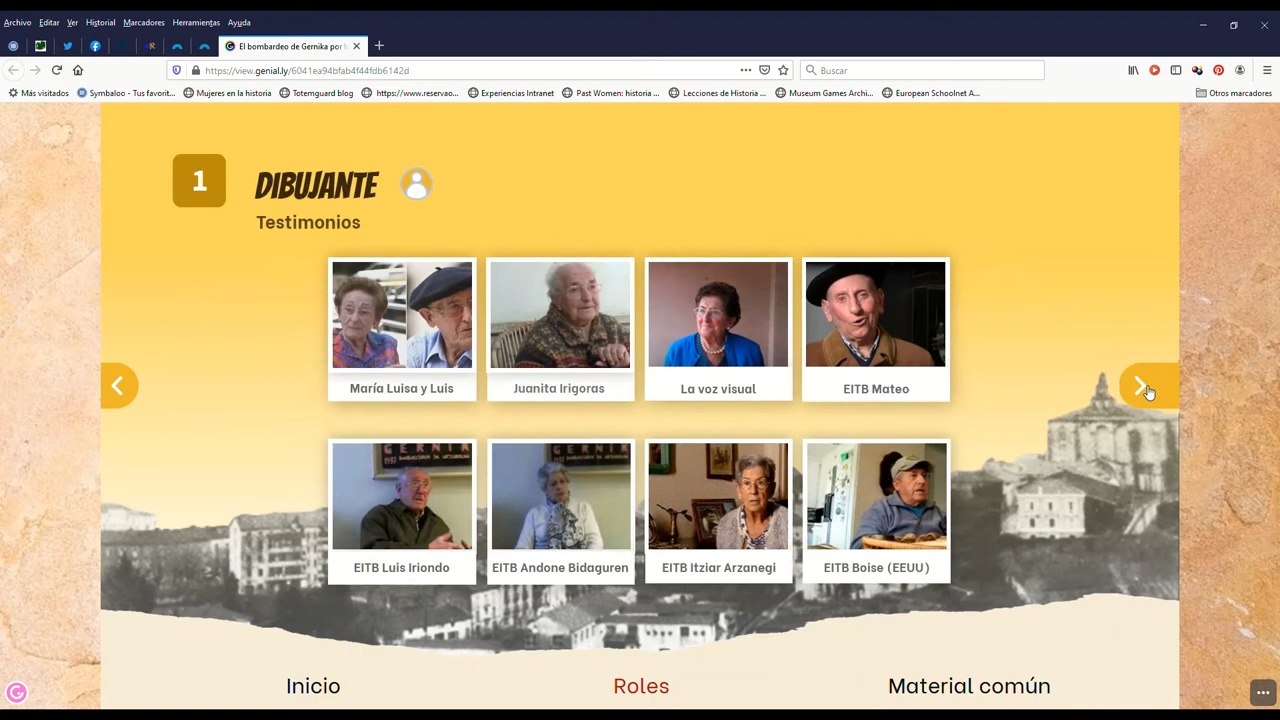 Archivo Editar Ver Historial Marcadores Herramientas Ayuda
El bombardeo de Gernika por
https://view.genial.ly/6041ea94bfab4f44fdb6142d
Buscar
Más visitados Symbaloo - Tus favorit... Mujeres en la historia Totemguard blog https://www.reservao... Experiencias Intranet Past Women: historia ... Lecciones de Historia ... Museum Games Archi... European Schoolnet A... Otros marcadores
1
DIBUJANTE
Testimonios
María Luisa y Luis
Juanita Irigoras
La voz visual
EITB Mateo
GERNIK
GERNIK
EITB Luis Iriondo
EITB Andone Bidaguren
EITB Itziar Arzanegi
EITB Boise (EEUU)
Inicio
Roles
Material común